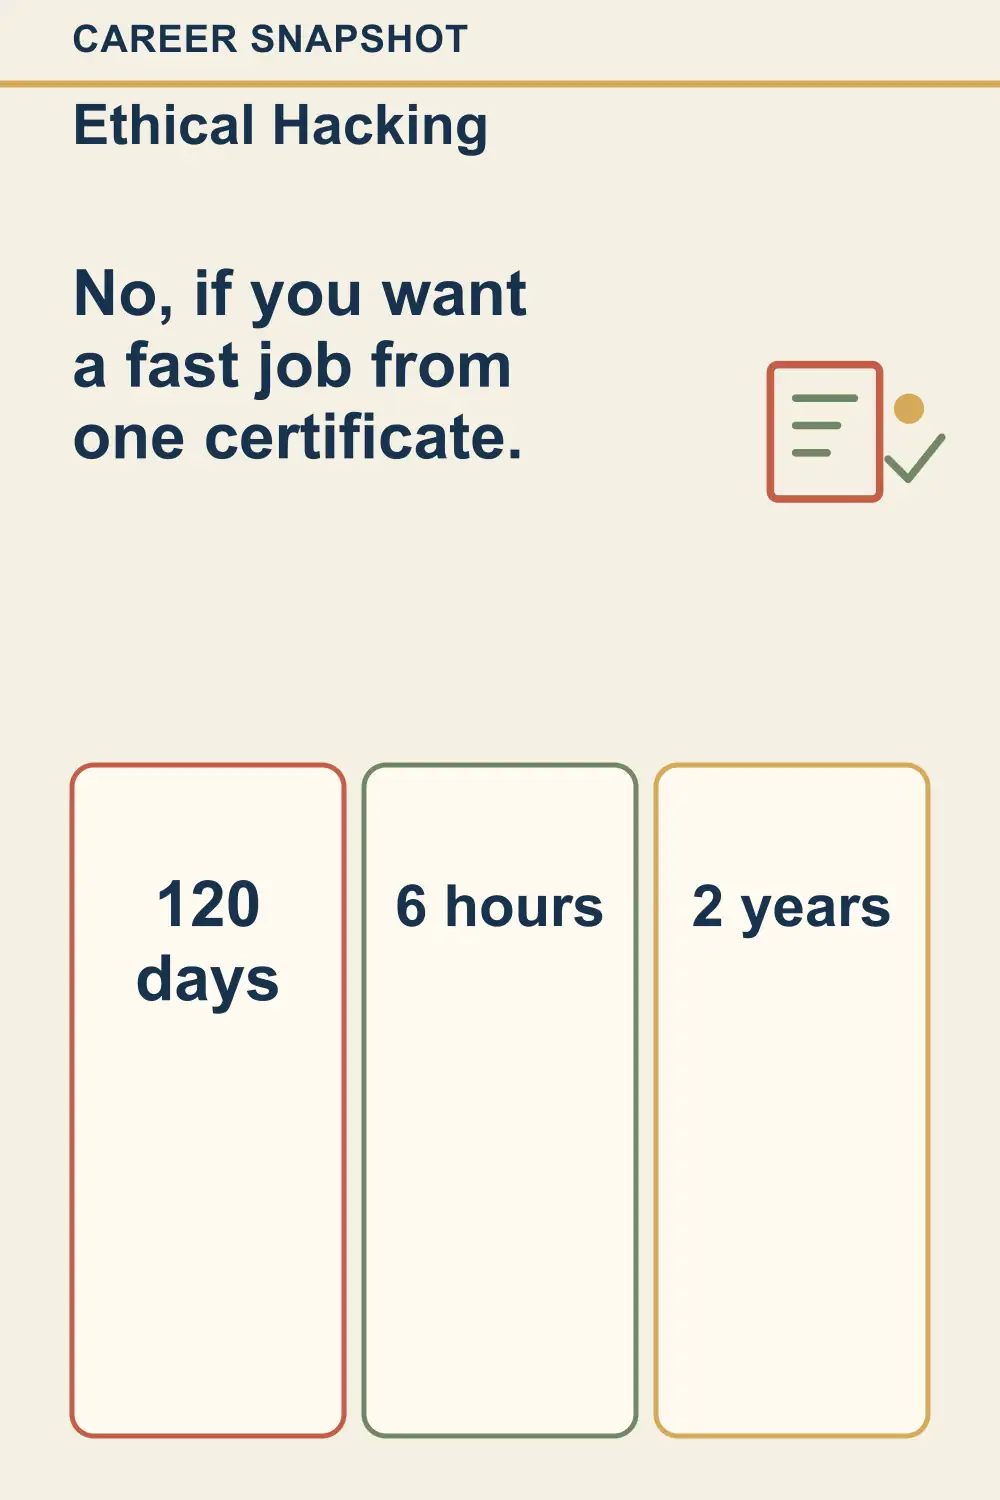 CAREER SNAPSHOT
Ethical Hacking
No, if you want
a fast job from
one certificate.
120
days
6 hours
2 years